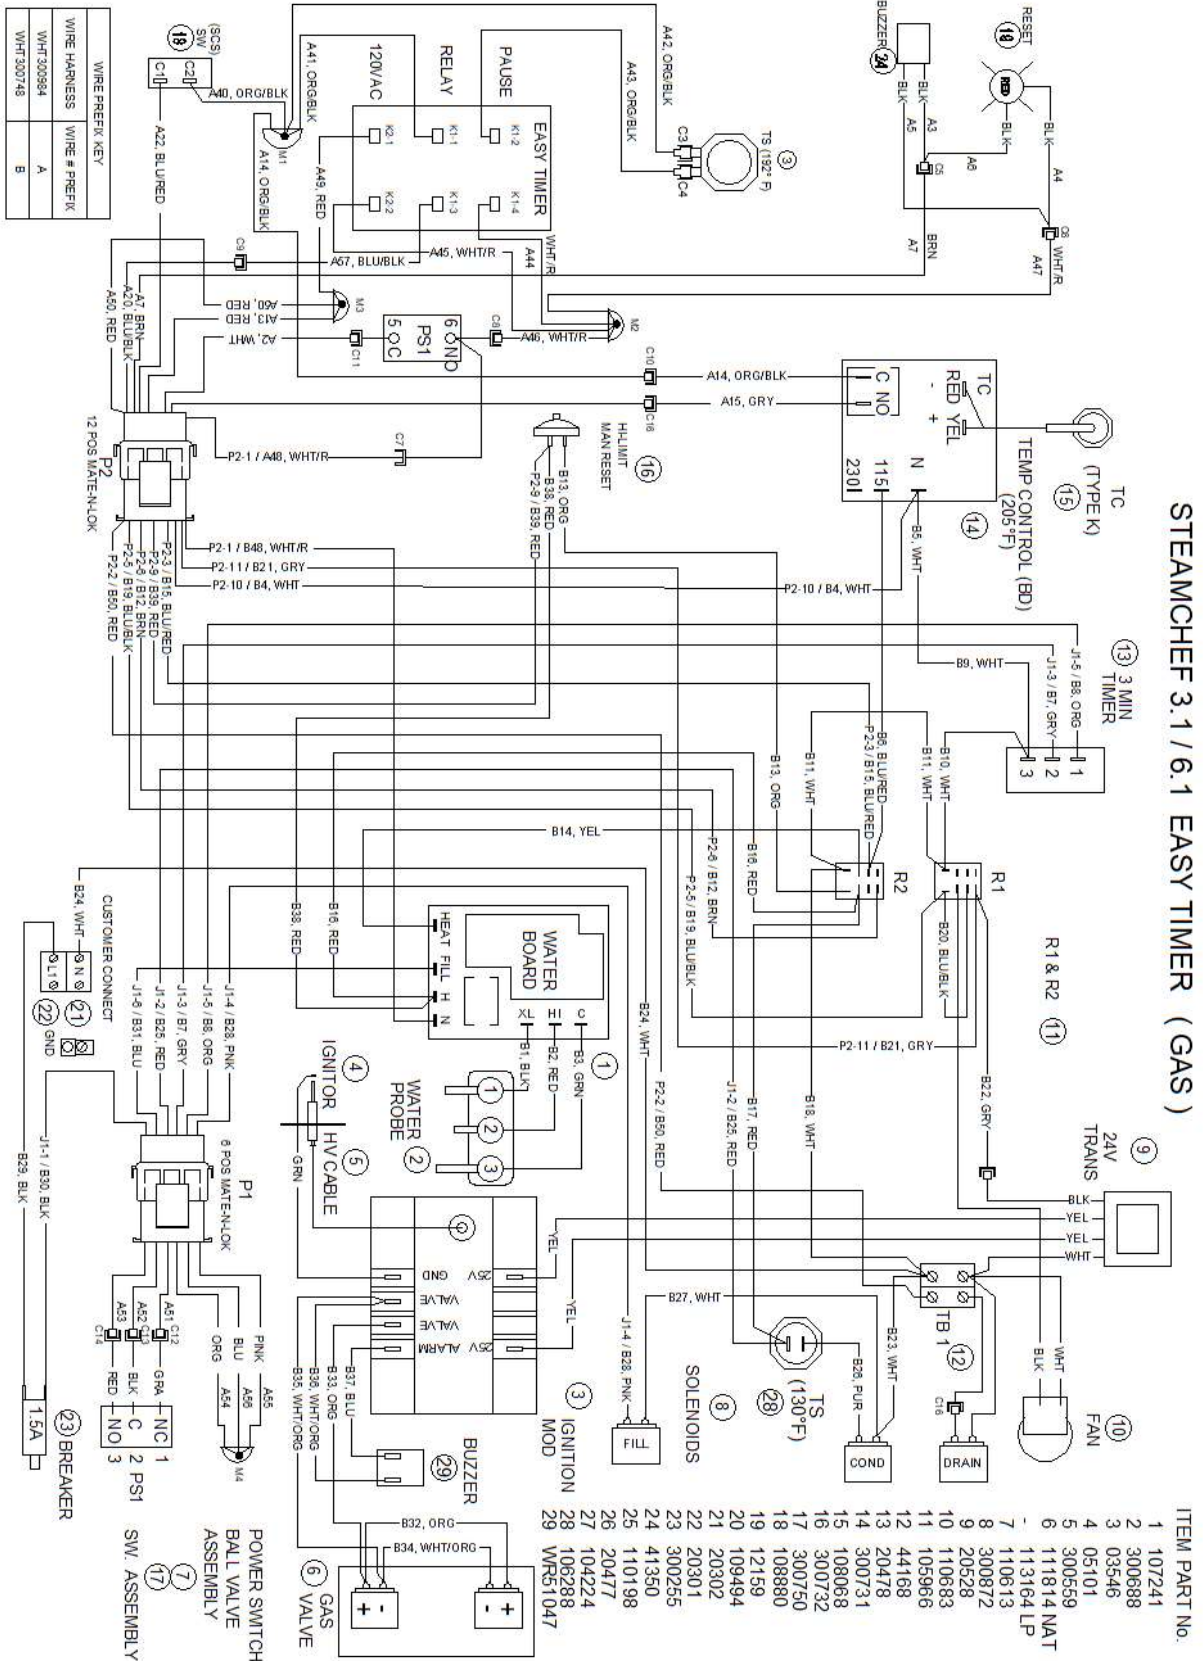 STEAMCHEF 3.1 / 6.1 EASY TIMER (GAS)
RESET
19
RED
BUZZER 24
BLK
BLK
BLK
BLK
A5
A3
A6
A4
C5
C6
BRN
A7
WHT/R
A47
3
TS (192° F)
C3
C4
A42, ORG/BLK
A43, ORG/BLK
PAUSE
RELAY
120VAC
EASY TIMER
K1-2
K1-1
K2-1
K1-4
K1-3
K2-2
A41, ORG/BLK
(SCS)
SW
18
C2
C1
A40, ORG/BLK
M1
A22, BLU/RED
A14, ORG/BLK
A49, RED
WHT/R
A44
A45, WHT/R
A57, BLU/BLK
C9
WIRE PREFIX KEY
WIRE HARNESS WIRE # PREFIX
WHT300984 A
WHT300748 B
M2
M3
A60, RED
A13, RED
A2, WHT
C11
PS1
6 NO
5 C
C8
A46, WHT/R
A7, BRN
A20, BLU/BLK
A50, RED
C10
C16
A14, ORG/BLK
A15, GRY
C7
P2-1 / A48, WHT/R
P2
12 POS MATE-N-LOK
TC
(TYPE K)
15
TEMP CONTROL (BD)
(205°F)
14
TC
RED YEL
- +
C NO
N
115
230
HI-LIMIT
MAN RESET
16
B13, ORG
B38, RED
P2-9 / B39, RED
B5, WHT
P2-1 / B48, WHT/R
P2-11 / B21, GRY
P2-10 / B4, WHT
P2-10 / B4, WHT
P2-3 / B15, BLU/RED
P2-9 / B39, RED
P2-6 / B12, BRN
P2-5 / B19, BLU/BLK
P2-2 / B50, RED
13
3 MIN
TIMER
1
2
3
J1-5 / B8, ORG
J1-3 / B7, GRY
B9, WHT
B10, WHT
B11, WHT
B11, WHT
B6, BLU/RED
P2-3 / B15, BLU/RED
B13, ORG
B14, YEL
B16, RED
P2-6 / B12, BRN
P2-5 / B19, BLU/BLK
R1
R2
R1 & R2 11
B20, BLU/BLK
P2-11 / B21, GRY
B22, GRY
B18, WHT
B17, RED
J1-2 / B25, RED
P2-2 / B50, RED
B24, WHT
9
24V
TRANS
BLK
YEL
YEL
WHT
WATER
BOARD
HEAT
FILL
H
N
XL
HI
C
1
B1, BLK
B2, RED
B3, GRN
B38, RED
B16, RED
WATER
PROBE
2
1
2
3
4
IGNITOR
5
HV CABLE
GRN
CUSTOMER CONNECT
L1
N
21
22
GND
B24, WHT
J1-4 / B28, PNK
J1-5 / B8, ORG
J1-3 / B7, GRY
J1-2 / B25, RED
J1-6 / B31, BLU
J1-1 / B30, BLK
B29, BLK
P1
6 POS MATE-N-LOK
A53
A52
A51
C12
C13
C14
GRA
BLK
RED
PINK
BLU
ORG
A55
A56
A54
M4
NC 1
C 2
NO 3
PS1
1.5A
23 BREAKER
POWER SWITCH
BALL VALVE
ASSEMBLY
7
17
SW. ASSEMBLY
GND
25V
VALVE
VALVE
ALARM
25V
YEL
YEL
3
IGNITION
MOD
B37, BLU
B33, ORG
B36, WHT/ORG
B35, WHT/ORG
BUZZER
29
B32, ORG
B34, WHT/ORG
+
-
-
+
6
GAS
VALVE
SOLENOIDS
8
FILL
COND
DRAIN
B27, WHT
J1-4 / B28, PNK
TS
(130°F)
28
B26, PUR
B23, WHT
TB 1
12
C16
BLK
WHT
FAN
10
ITEM PART No.
1 107241
2 300688
3 03546
4 05101
5 300569
6 111814 NAT
- 113164 LP
7 110613
8 300872
9 20528
10 110683
11 105966
12 44168
13 20478
14 300731
15 108068
16 300732
17 300750
18 108880
19 12159
20 109494
21 20302
22 20301
23 300255
24 41350
25 110198
26 20477
27 104224
28 106288
29 WR51047